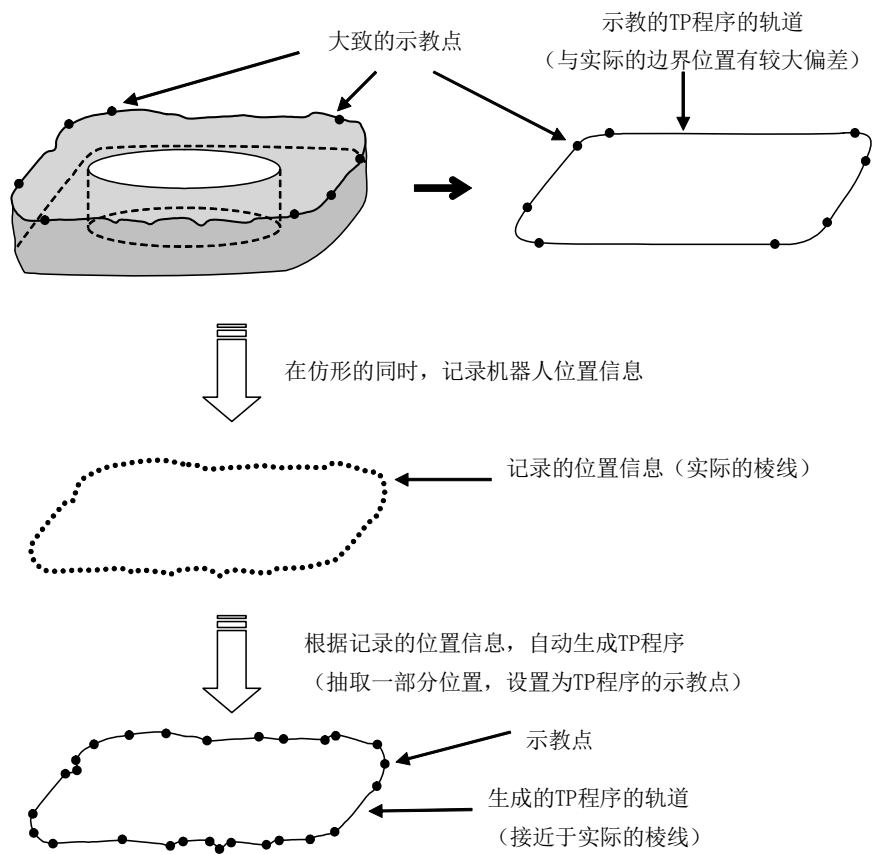 大致的示教点
示教的TP程序的轨道
（与实际的边界位置有较大偏差）
在仿形的同时，记录机器人位置信息
记录的位置信息（实际的棱线）
根据记录的位置信息，自动生成TP程序
（抽取一部分位置，设置为TP程序的示教点）
示教点
生成的TP程序的轨道
（接近于实际的棱线）